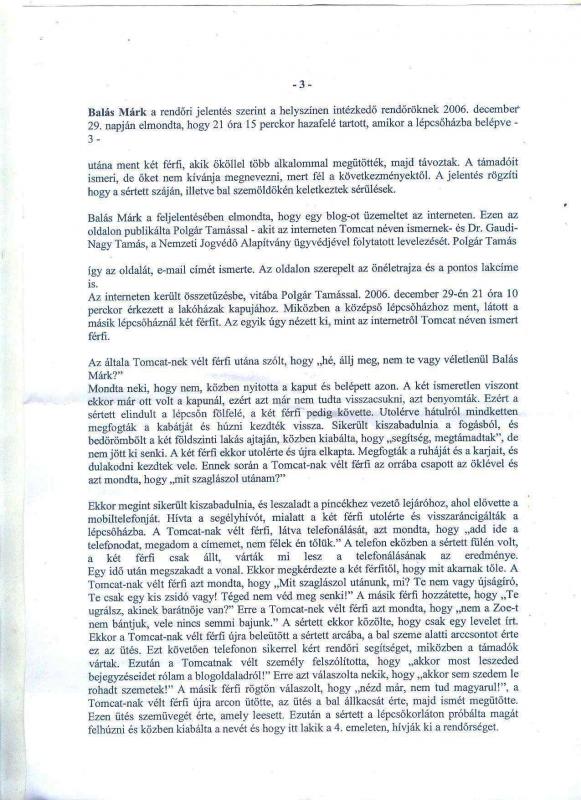 - 3 -
Balás Márk a rendőri jelentés szerint a helyszínen intézkedő rendőröknek 2006. december
29. napján elmondta, hogy 21 óra 15 perckor hazafelé tartott, amikor a lépcsőházba belépve -
3 -
utána ment két férfi, akik ököllel több alkalommal megütötték, majd távoztak. A támadóit
ismeri, de őket nem kívánja megnevezni, mert fél a következményektől. A jelentés rögzíti
hogy a sértett száján, illetve bal szemöldökén keletkeztek sérülések.
Balás Márk a feljelentésében elmondta, hogy egy blog-ot üzemeltet az interneten. Ezen az
oldalon publikálta Polgár Tamással - akit az interneten Tomcat néven ismernek- és Dr. Gaudi-
Nagy Tamás, a Nemzeti Jogvédő Alapítvány ügyvédjével folytatott levelezését. Polgár Tamás
így az oldalát, e-mail címét ismerte. Az oldalon szerepelt az önéletrajza és a pontos lakcíme
is.
Az interneten került összetűzésbe, vitába Polgár Tamással. 2006. december 29-én 21 óra 10
perckor érkezett a lakóházak kapujához. Miközben a középső lépcsőházhoz ment, látott a
másik lépcsőháznál két férfit. Az egyik úgy nézett ki, mint az internetről Tomcat néven ismert
férfi.
Az általa Tomcat-nek vélt férfi utána szólt, hogy „hé, állj meg, nem te vagy véletlenül Balás
Márk?”
Mondta neki, hogy nem, közben nyitotta a kaput és belépett azon. A két ismeretlen viszont
ekkor már ott volt a kapunál, ezért azt már nem tudta visszacsukni, azt benyomták. Ezért a
sértett elindult a lépcsőn fölfelé, a két férfi pedig követte. Utolérve hátulról mindketten
megfogták a kabátját és húzni kezdték vissza. Sikerült kiszabadulnia a fogásból, és
bedörömbölt a két földszinti lakás ajtaján, közben kiabálta, hogy „segítség, megtámadtak”, de
nem jött ki senki. A két férfi ekkor utolérte és újra elkapta. Megfogták a ruháját és a karjait, és
dulakodni kezdtek vele. Ennek során a Tomcat-nak vélt férfi az orrába csapott az öklével és
azt mondta, hogy „mit szaglászol utánam?”
Ekkor megint sikerült kiszabadulnia, és leszaladt a pincékhez vezető lejáróhoz, ahol elővette a
mobiltelefonját. Hívta a segélyhívót, mialatt a két férfi utolérte és visszaráncigálták a
lépcsőházba. A Tomcat-nak vélt férfi, látva telefonálását, azt mondta, hogy „add ide a
telefonodat, megadom a címemet, nem félek én tőlük.” A telefon eközben a sértett fülén volt,
a két férfi csak állt, várták mi lesz a telefonálásának az eredménye.
Egy idő után megszakadt a vonal. Ekkor megkérdezte a két férfitől, hogy mit akarnak tőle. A
Tomcat-nak vélt férfi azt mondta, hogy „Mit szaglászol utánunk, mi? Te nem vagy újságíró,
Te csak egy kis zsidó vagy! Téged nem véd meg senki!” A másik férfi hozzátette, hogy „Te
ugrálsz, akinek barátnője van?” Erre a Tomcat-nek vélt férfi azt mondta, hogy „nem a Zoe-t
nem bántjuk, vele nincs semmi bajunk.” A sértett ekkor közölte, hogy csak egy levelet írt.
Ekkor a Tomcat-nak vélt férfi újra beleütött a sértett arcába, a bal szeme alatti arccsontot érte
ez az ütés. Ezt követően telefonon sikerrel kért rendőri segítséget, miközben a támadók
vártak. Ezután a Tomcatnak vélt személy felszólította, hogy „akkor most leszeded
bejegyzéseidet rólam a blogoldaladról!” Erre azt válaszolta nekik, hogy „akkor sem szedem le
rohadt szemetek!” A másik férfi rögtön válaszolt, hogy „nézd már, nem tud magyarul!”, a
Tomcat-nak vélt férfi újra arcon ütötte, az ütés a bal állkacsát érte, majd ismét megütötte.
Ezen ütés szemüvegét érte, amely leesett. Ezután a sértett a lépcsőkorláton próbálta magát
felhúzni és közben kiabálta a nevét és hogy itt lakik a 4. emeleten, hívják ki a rendőrséget.